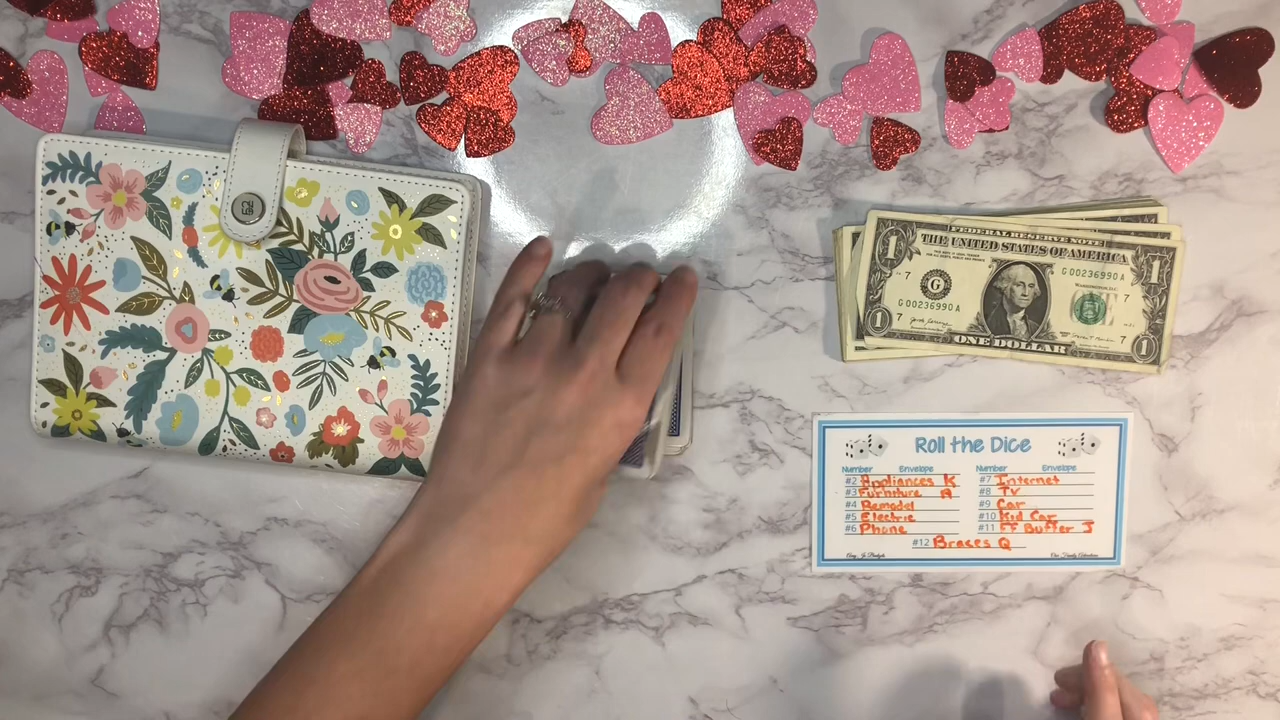 FEDERAL RESERVE NOTE
THE UNITED STATES OF AMERICA
1
1
G 00236990 A
7
7
G
WASHINGTON, D.C.
G 00236990 A
7
7
1
ONE DOLLAR
1
Roll the Dice
Number Envelope
#2 Appliances K
#3 Furniture A
#4 Remodel
#5 Electric
#6 Phone
Number Envelope
#7 Internet
#8 TV
#9 Car
#10 Kid Car
#11 EF Buffer J
#12 Braces Q